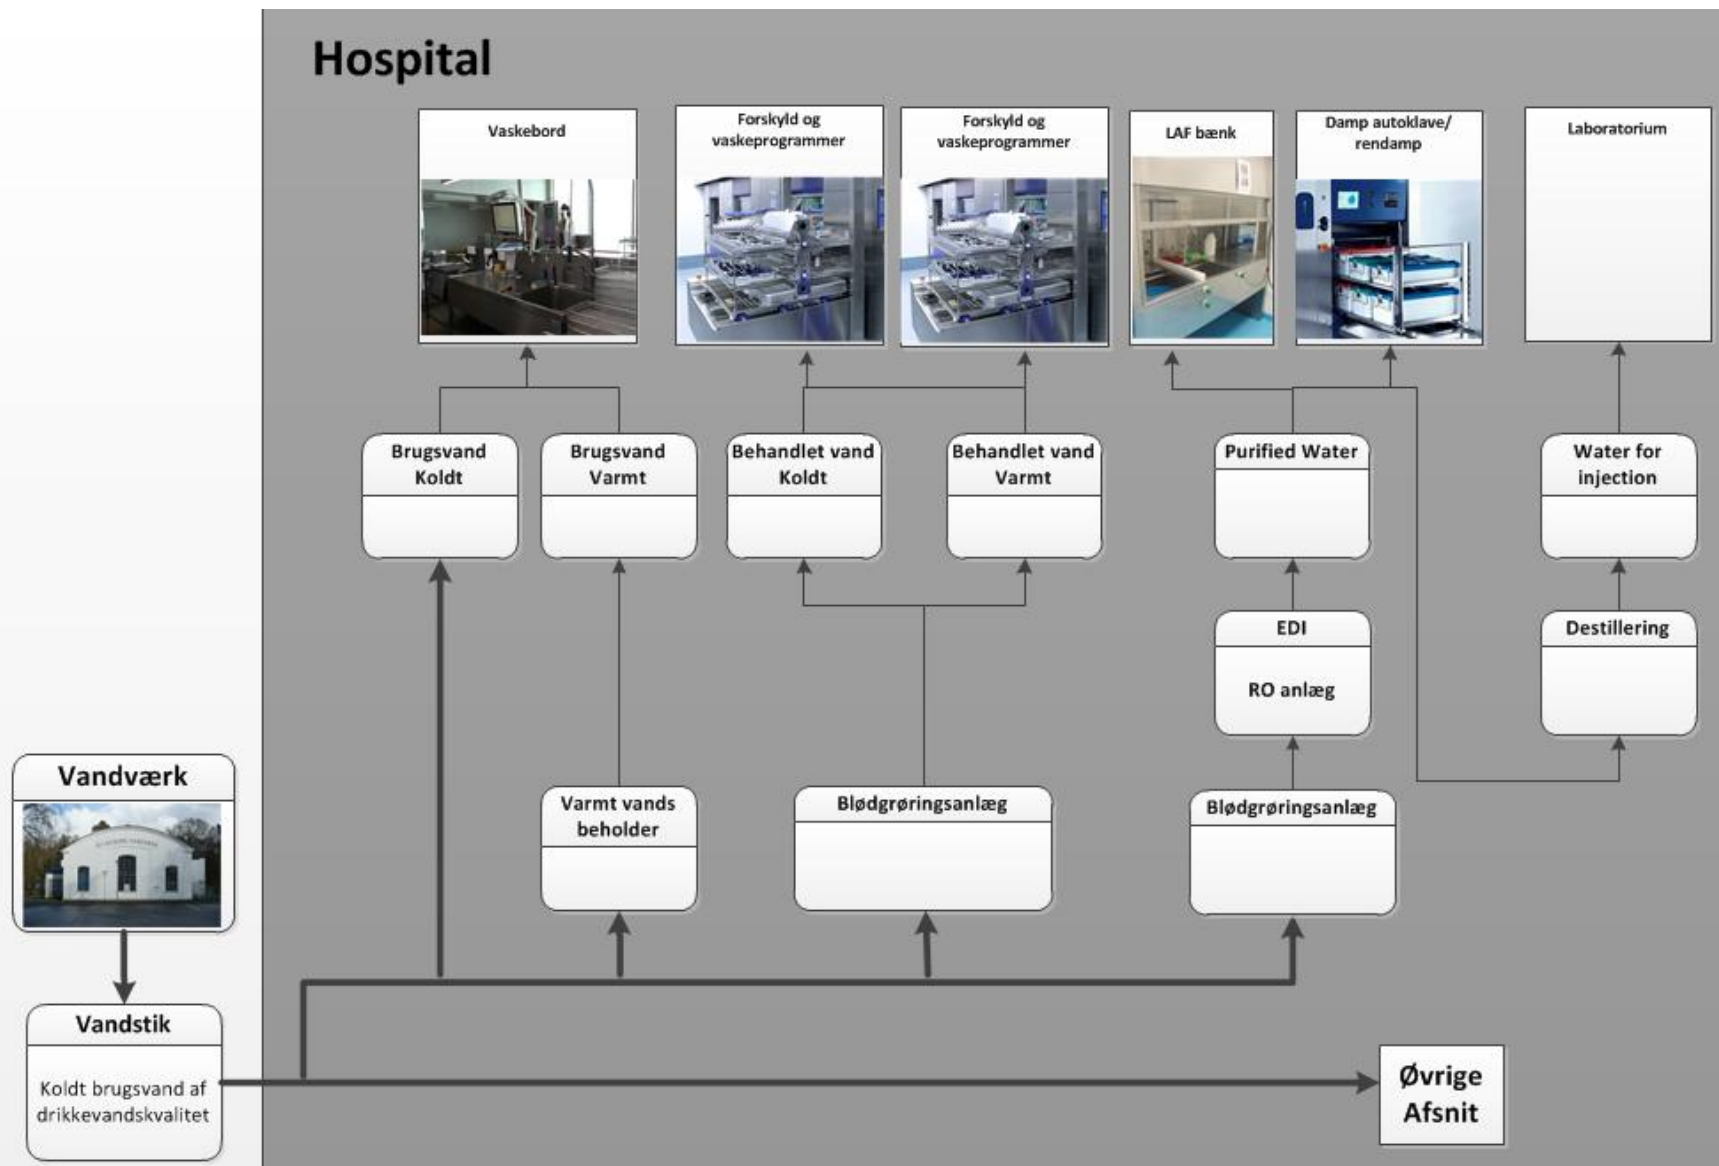 Hospital
Vaskebord
Forskyld og
vaskeprogrammer
Forskyld og
vaskeprogrammer
LAF bænk
Damp autoklave/
rendamp
Laboratorium
Brugsvand
Koldt
Brugsvand
Varmt
Behandlet vand
Koldt
Behandlet vand
Varmt
Purified Water
Water for
injection
EDI
RO anlæg
Destillering
Vandværk
Varmt vands
beholder
Blødgrøringsanlæg
Blødgrøringsanlæg
Vandstik
Koldt brugsvand af
drikkevandskvalitet
Øvrige
Afsnit